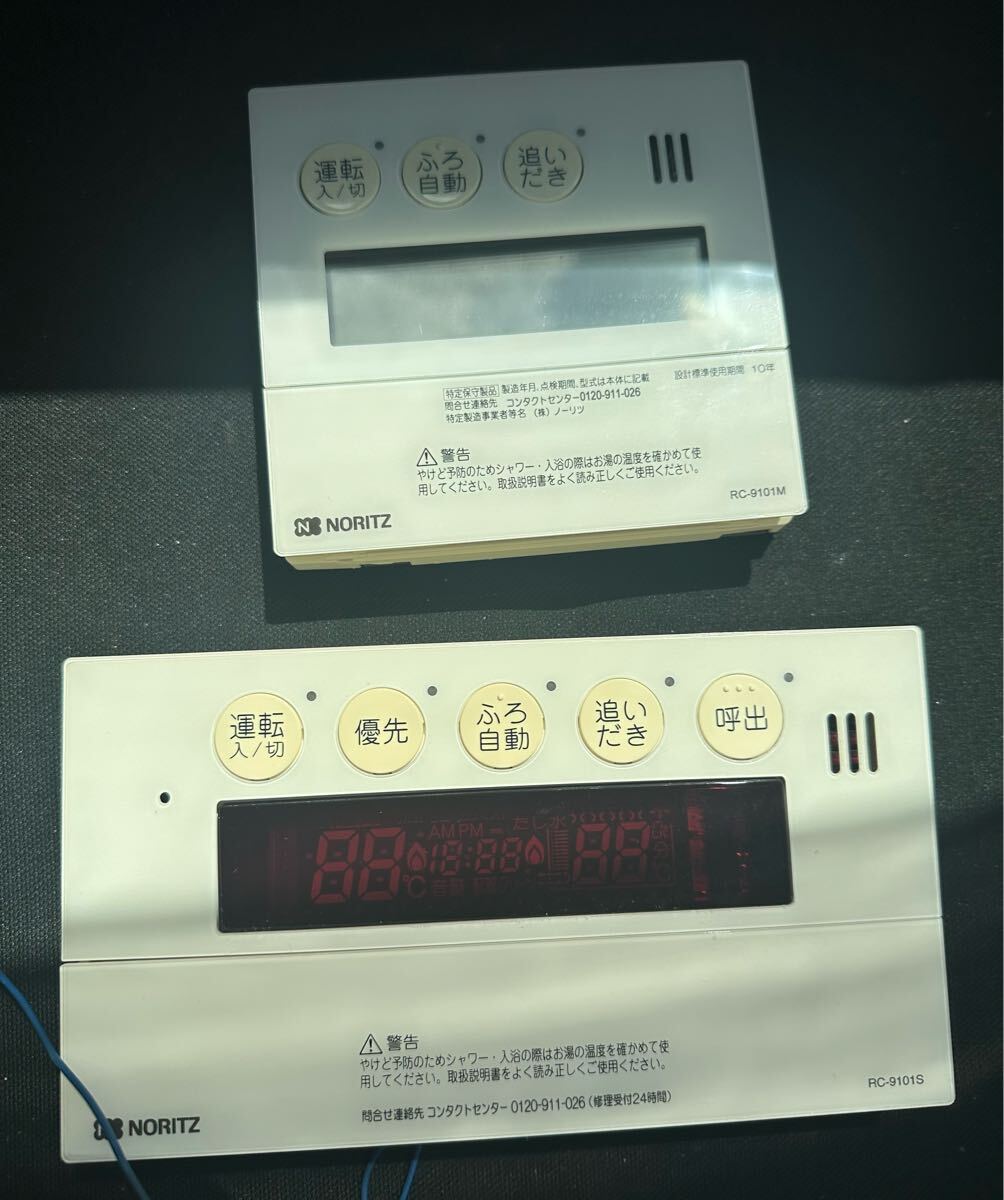 運転
入/切
ふろ
自動
追い
だき
特定保守製品 製造年月、点検期間、型式は本体に記載
設計標準使用期間 10年
問合せ連絡先 コンタクトセンター0120-911-026
特定製造事業者等名 (株) ノーリツ
警告
やけど予防のためシャワー・入浴の際はお湯の温度を確かめて使
用してください。取扱説明書をよく読み正しくご使用ください。
RC-9101M
NORITZ
運転
入/切
優先
ふろ
自動
追い
だき
呼出
AM PM
たし水
88
℃
18:88
警告
やけど予防のためシャワー・入浴の際はお湯の温度を確かめて使
用してください。取扱説明書をよく読み正しくご使用ください。
問合せ連絡先 コンタクトセンター 0120-911-026 (修理受付24時間)
RC-9101S
NORITZ